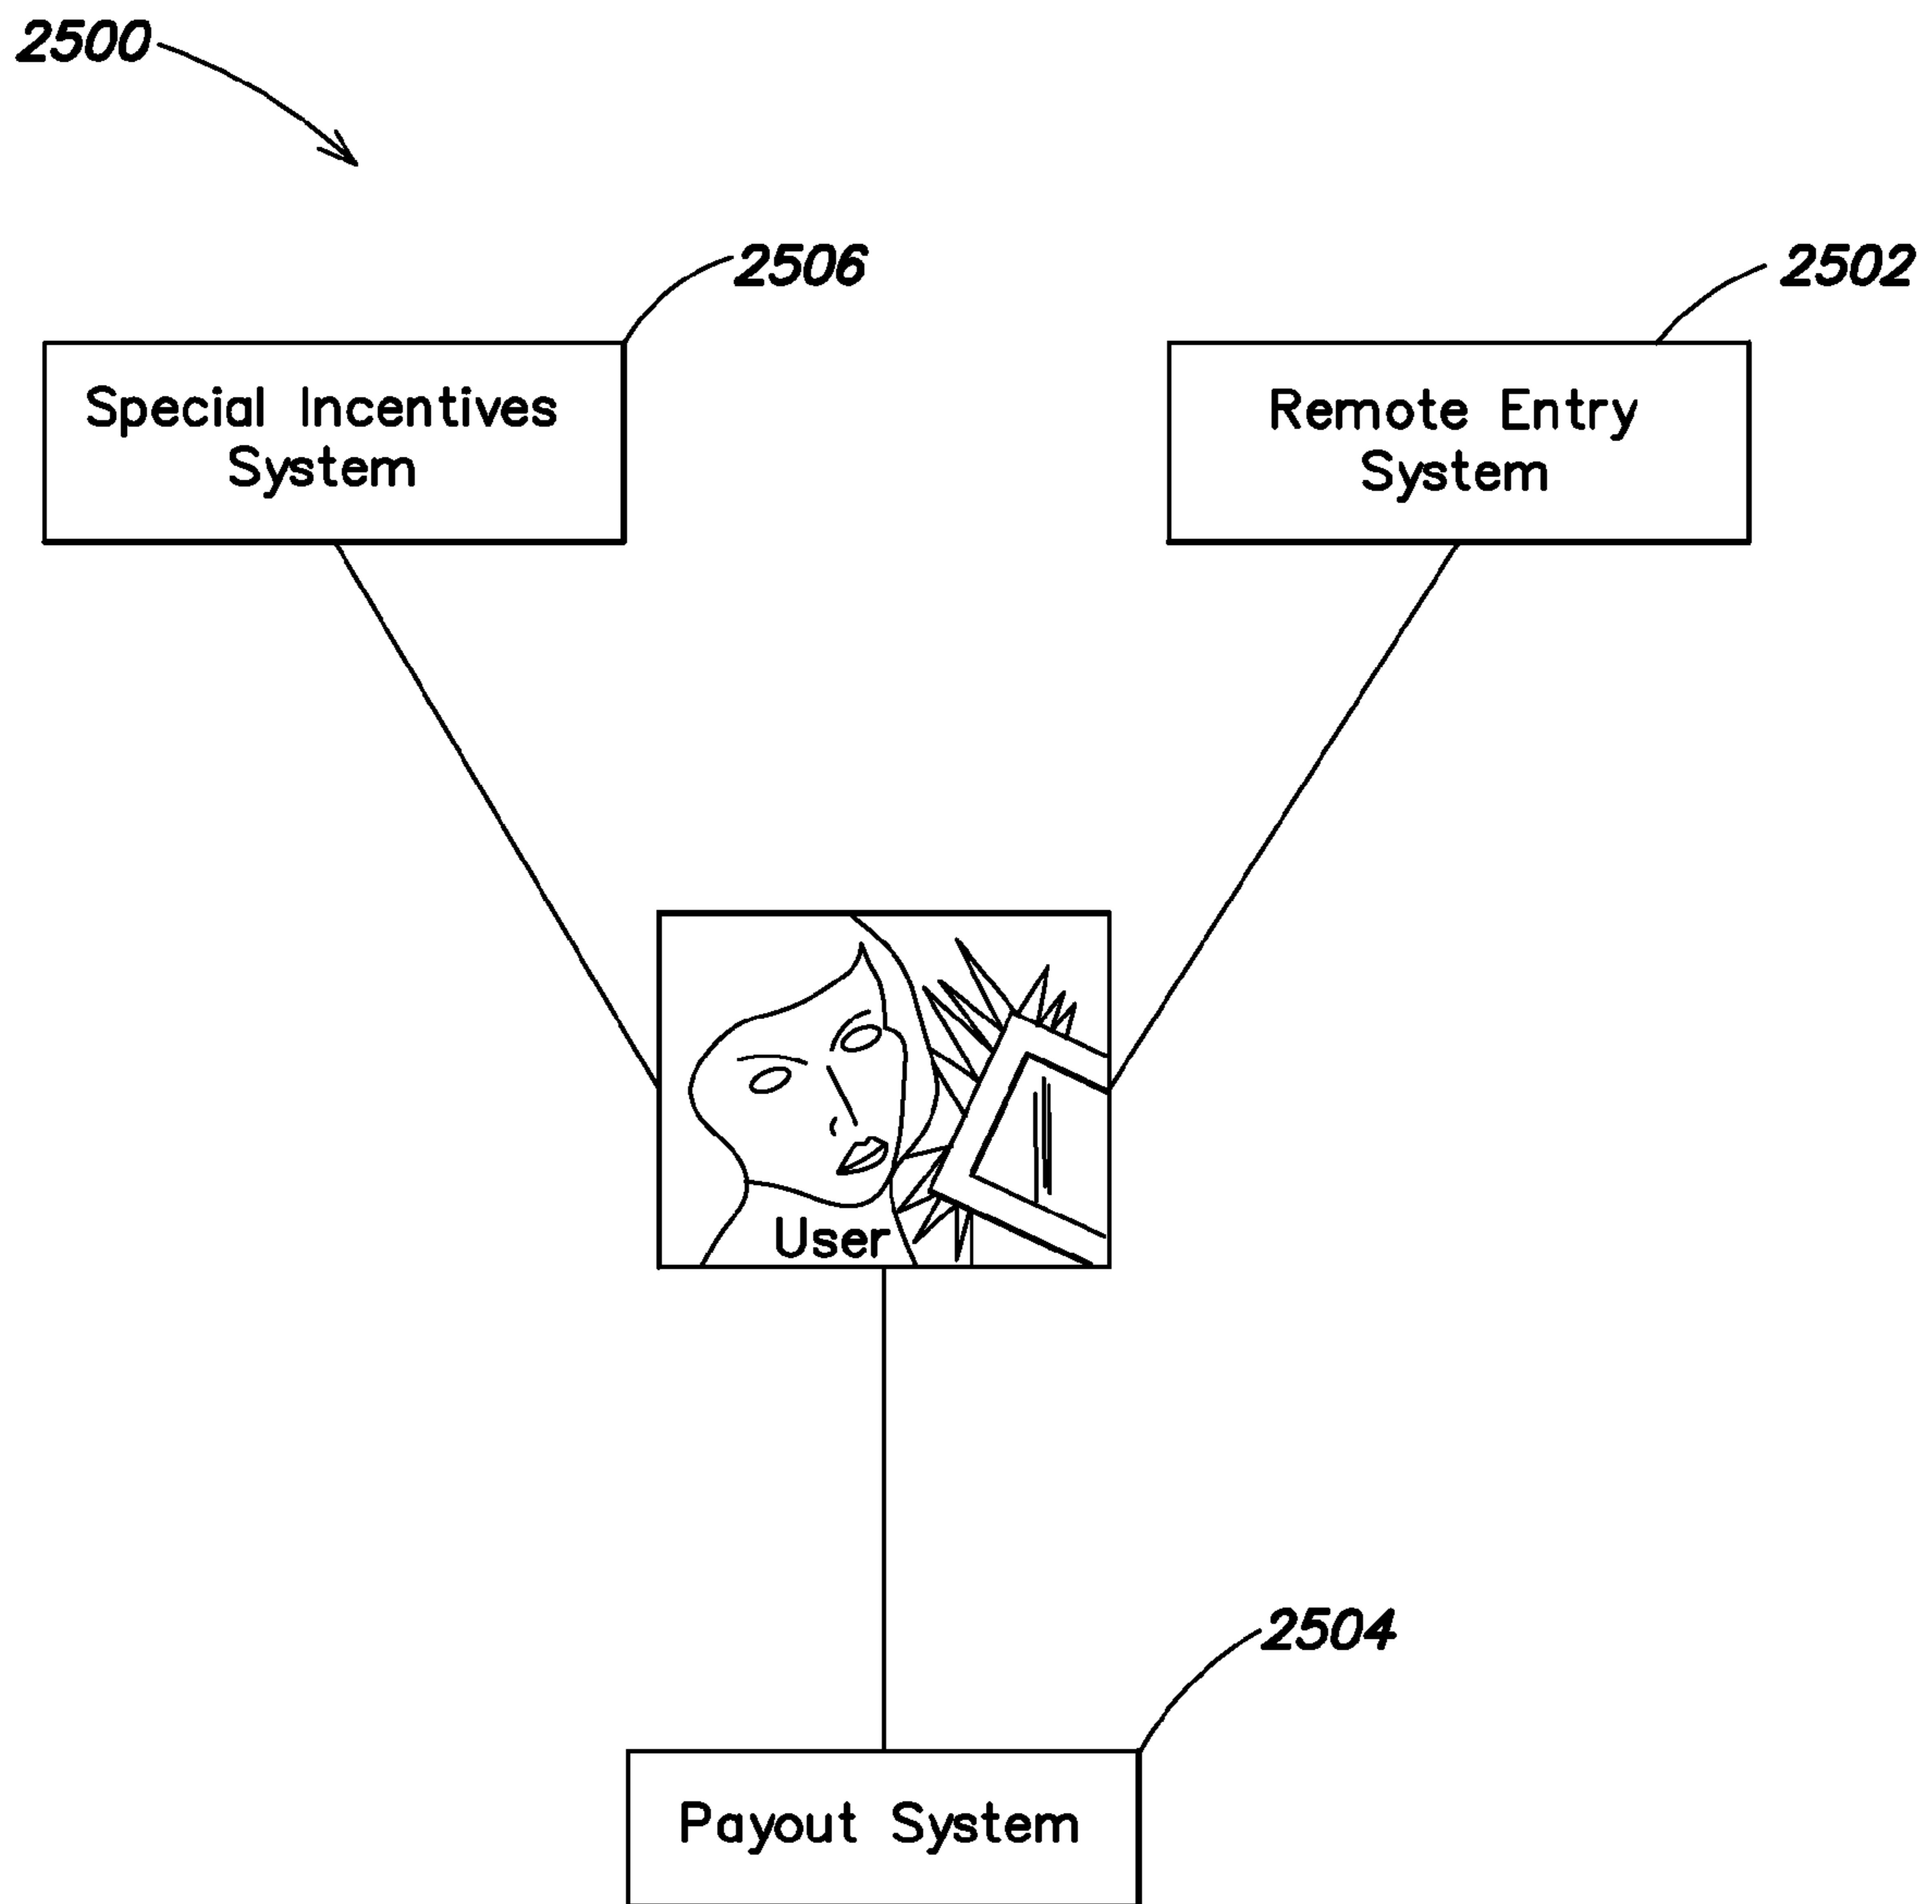 2500
2506
2502
Special Incentives
System
Remote Entry
System
User
2504
Payout System